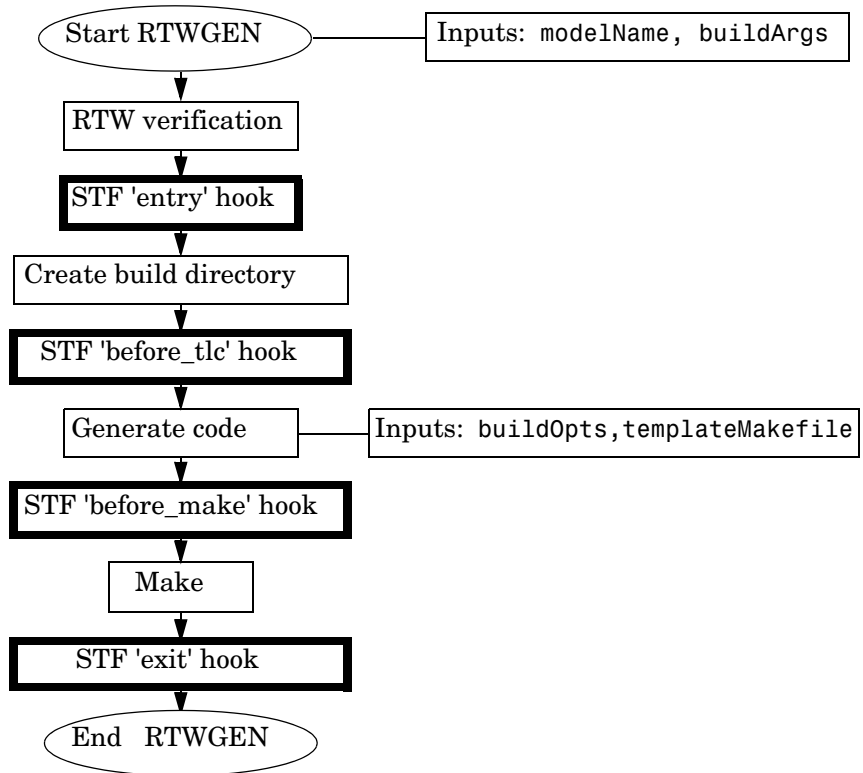 Start RTWGEN
Inputs: modelName, buildArgs
RTW verification
STF 'entry' hook
Create build directory
STF 'before_tlc' hook
Generate code
Inputs: buildOpts,templateMakefile
STF 'before_make' hook
Make
STF 'exit' hook
End RTWGEN